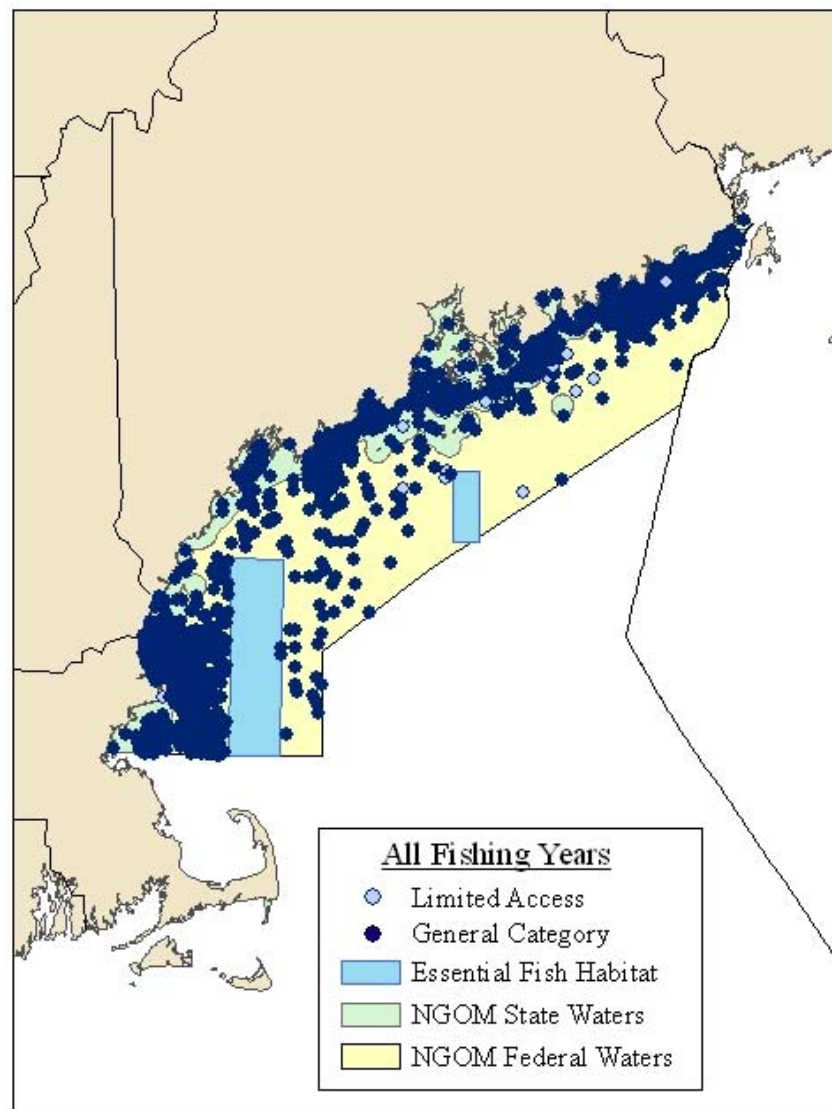 All Fishing Years
Limited Access
General Category
Essential Fish Habitat
NGOM State Waters
NGOM Federal Waters